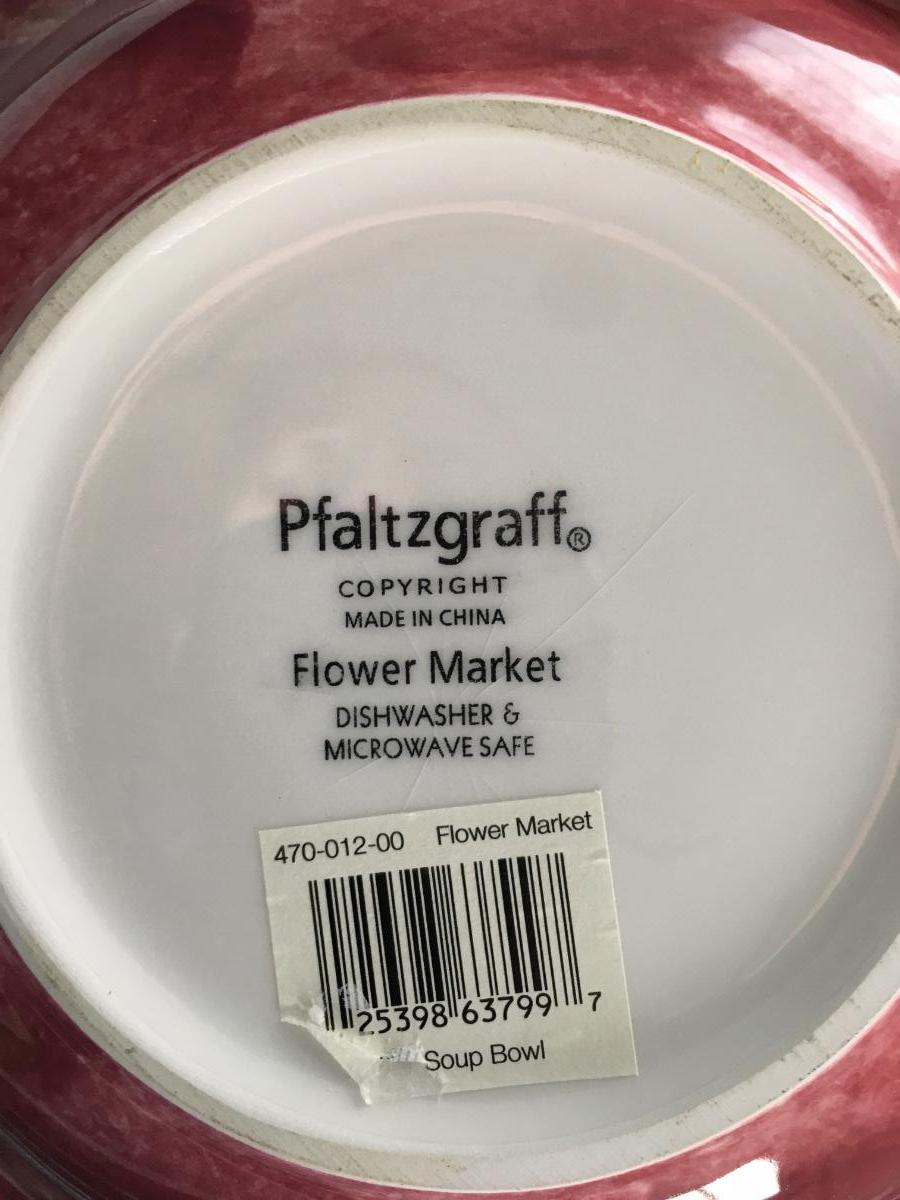 Pfaltzgraff®
COPYRIGHT
MADE IN CHINA
Flower Market
DISHWASHER &
MICROWAVE SAFE
470-012-00 Flower Market
25398 63799 7
Soup Bowl